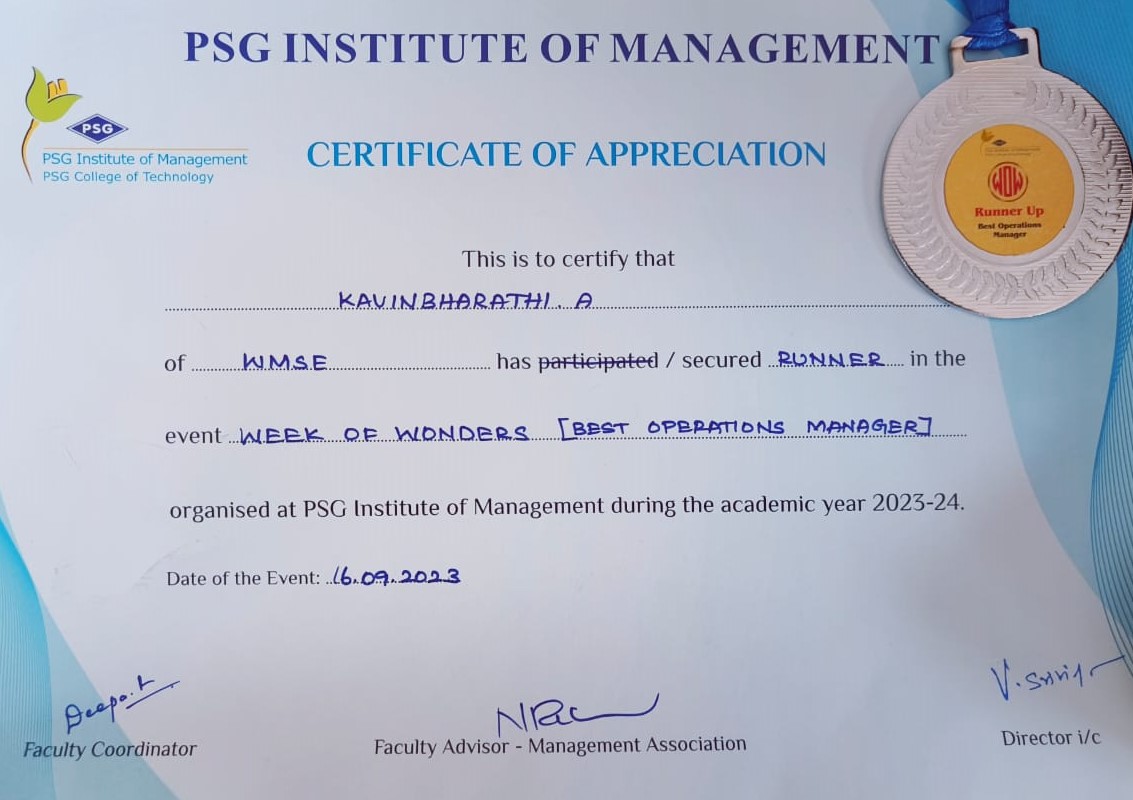 PSG INSTITUTE OF MANAGEMENT
PSG
PSG Institute of Management
PSG College of Technology
CERTIFICATE OF APPRECIATION
WOW
Runner Up
Best Operations
Manager
This is to certify that
KAVINBHARATHI. A
of WMSE has participated / secured RUNNER in the
event WEEK OF WONDERS [BEST OPERATIONS MANAGER]
organised at PSG Institute of Management during the academic year 2023-24.
Date of the Event: 16.09.2023
Faculty Coordinator
Faculty Advisor - Management Association
Director i/c